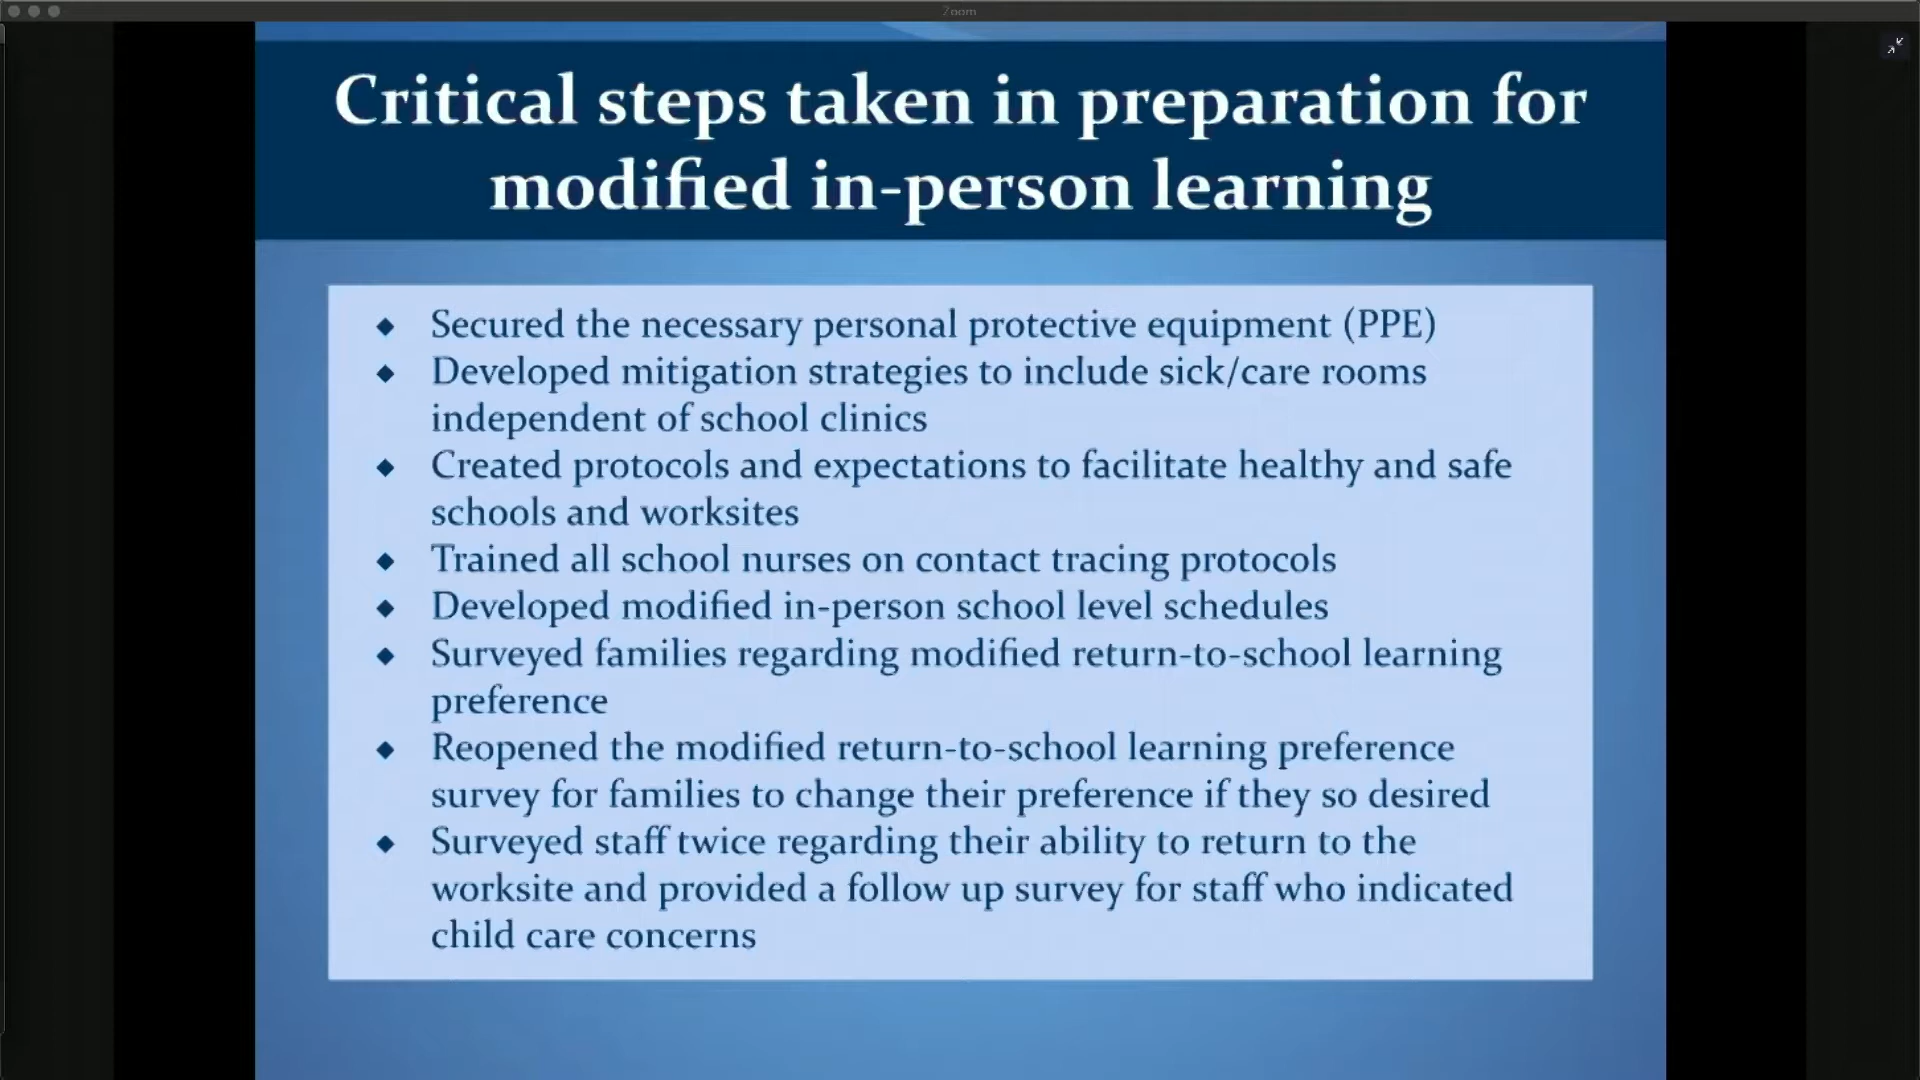 Zoom
Critical steps taken in preparation for
modified in-person learning
◆ Secured the necessary personal protective equipment (PPE)
◆ Developed mitigation strategies to include sick/care rooms
independent of school clinics
◆ Created protocols and expectations to facilitate healthy and safe
schools and worksites
◆ Trained all school nurses on contact tracing protocols
◆ Developed modified in-person school level schedules
◆ Surveyed families regarding modified return-to-school learning
preference
◆ Reopened the modified return-to-school learning preference
survey for families to change their preference if they so desired
◆ Surveyed staff twice regarding their ability to return to the
worksite and provided a follow up survey for staff who indicated
child care concerns